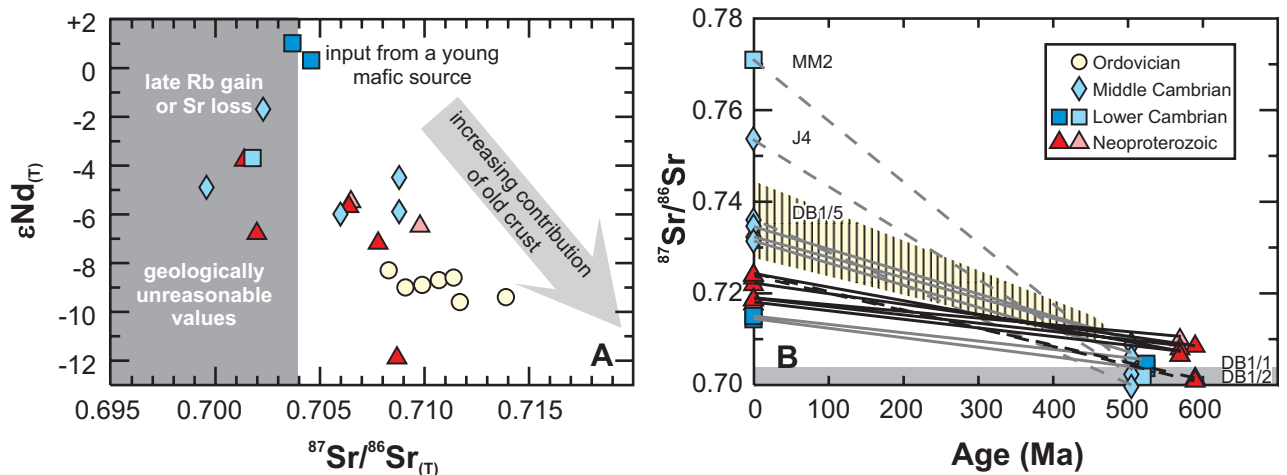 +2
0
-2
-4
-6
-8
-10
-12
εNd(T)
late Rb gain
or Sr loss
geologically
unreasonable
values
input from a young
mafic source
increasing contribution
of old crust
A
0.695
0.700
0.705
0.710
0.715
87Sr/86Sr(T)
0.78
0.76
0.74
0.72
0.70
87Sr/86Sr
MM2
J4
DB1/5
Ordovician
Middle Cambrian
Lower Cambrian
Neoproterozoic
B
DB1/1
DB1/2
0
100
200
300
400
500
600
Age (Ma)